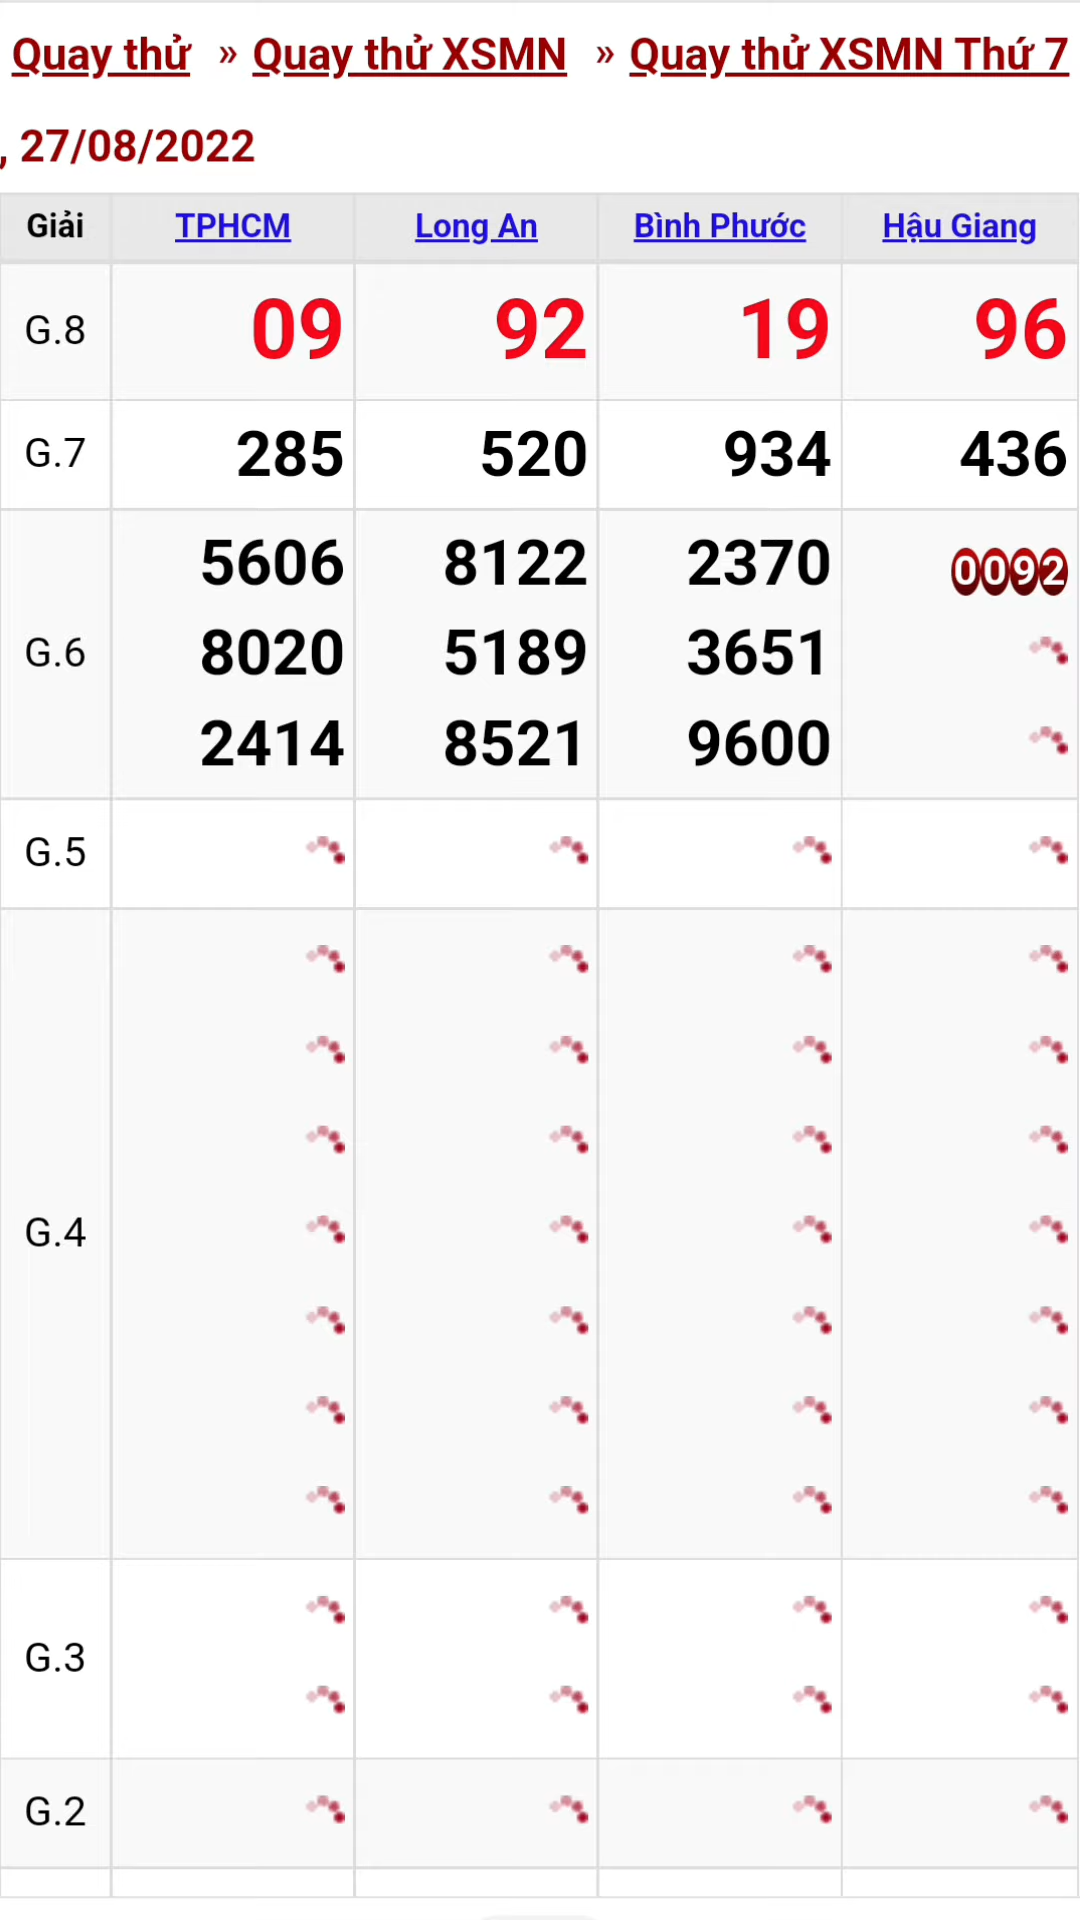 Quay thử » Quay thử XSMN » Quay thử XSMN Thứ 7
, 27/08/2022
Giải TPHCM Long An Bình Phước Hậu Giang
G.8 09 92 19 96
G.7 285 520 934 436
5606 8122 2370 0092
G.6 8020 5189 3651
2414 8521 9600
G.5
G.4
G.3
G.2